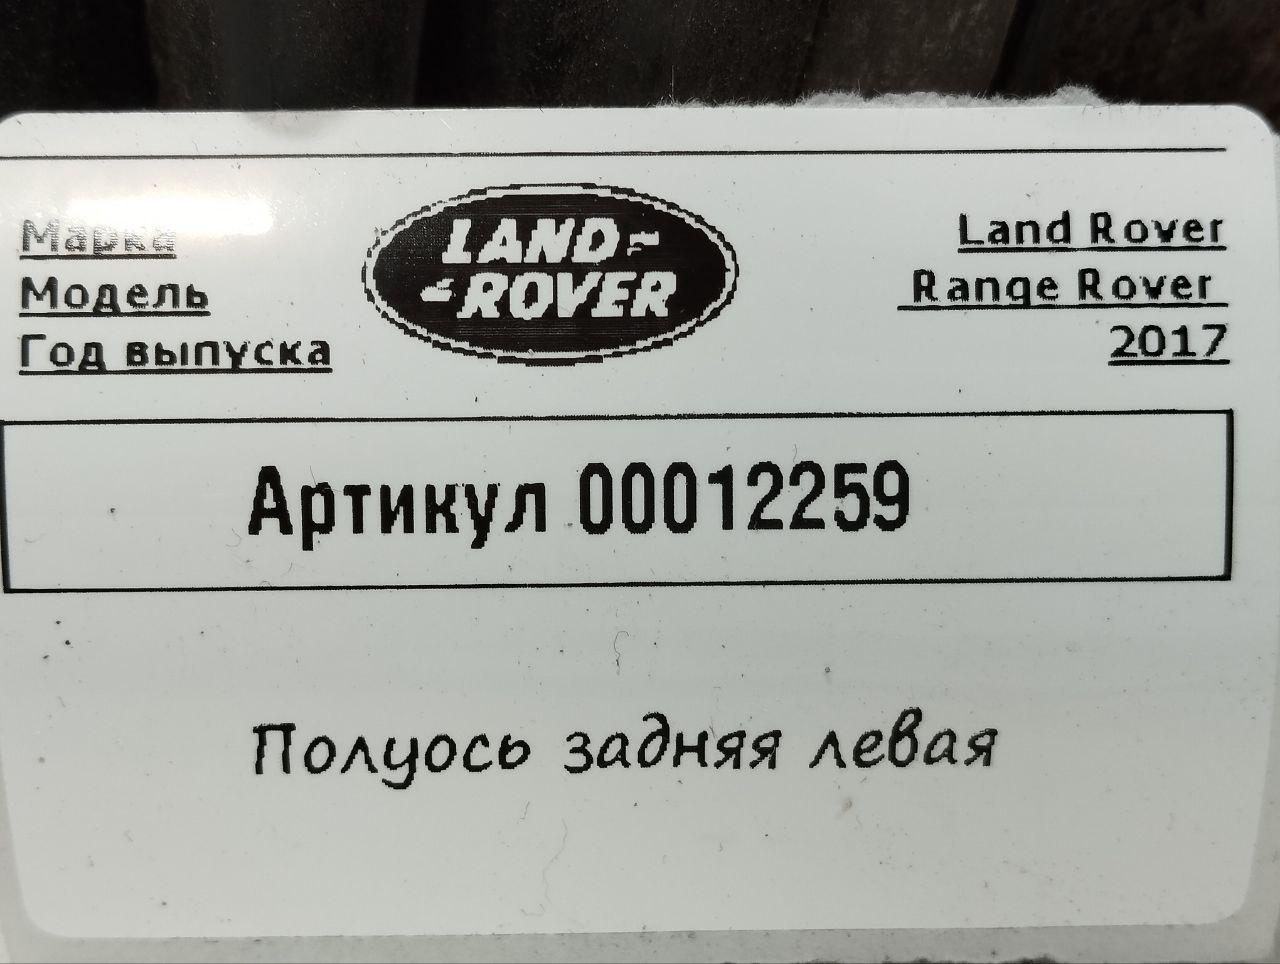 Марка
Модель
Год выпуска
LAND
ROVER
Land Rover
Range Rover
2017
Артикул 00012259
Полуось задняя левая